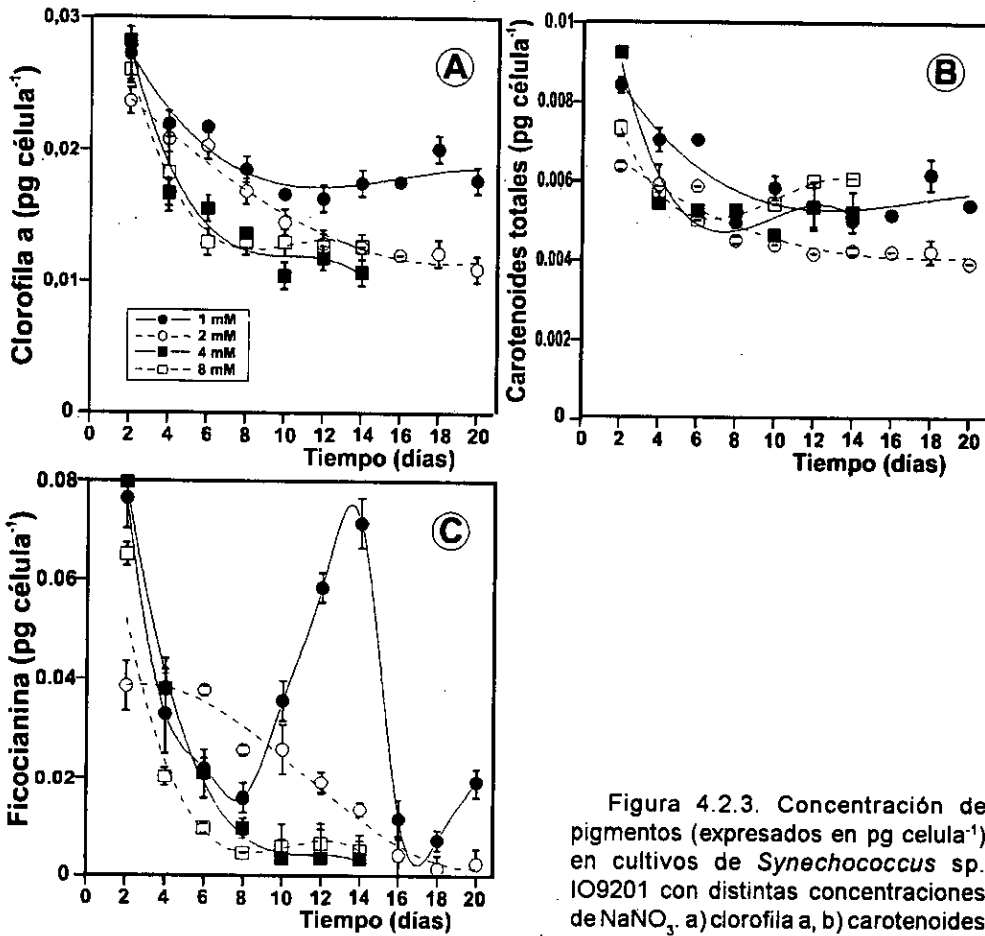 Clorofila a (pg célula⁻¹)
0,03
0,02
0,01
0
A
1 mM
2 mM
4 mM
8 mM
0 2 4 6 8 10 12 14 16 18 20
Tiempo (días)
Carotenoides totales (pg célula⁻¹)
0.01
0.008
0.006
0.004
0.002
0
B
0 2 4 6 8 10 12 14 16 18 20
Tiempo (días)
Ficocianina (pg célula⁻¹)
0.08
0.06
0.04
0.02
0.00
C
0 2 4 6 8 10 12 14 16 18 20
Tiempo (días)
Figura 4.2.3. Concentración de
pigmentos (expresados en pg celula⁻¹)
en cultivos de Synechococcus sp.
IO9201 con distintas concentraciones
de NaNO₃. a) clorofila a, b) carotenoides